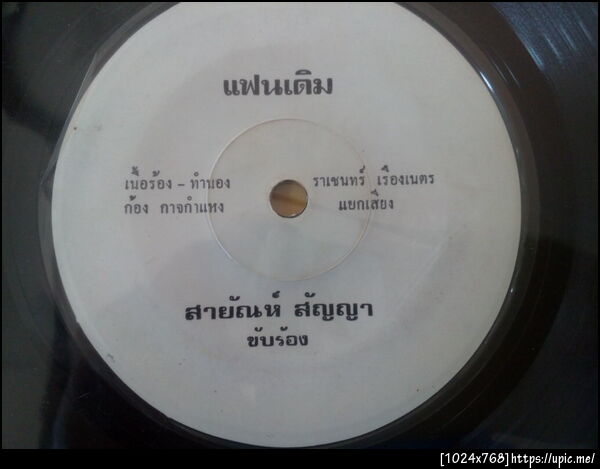 แฟนเดิม
เนื้อร้อง - ทำนอง
ก้อง กาจกำแหง
ราเชนทร์ เรืองเนตร
แยกเสียง
สายัณห์ สัญญา
ขับร้อง
[1024x768]https://upic.me/